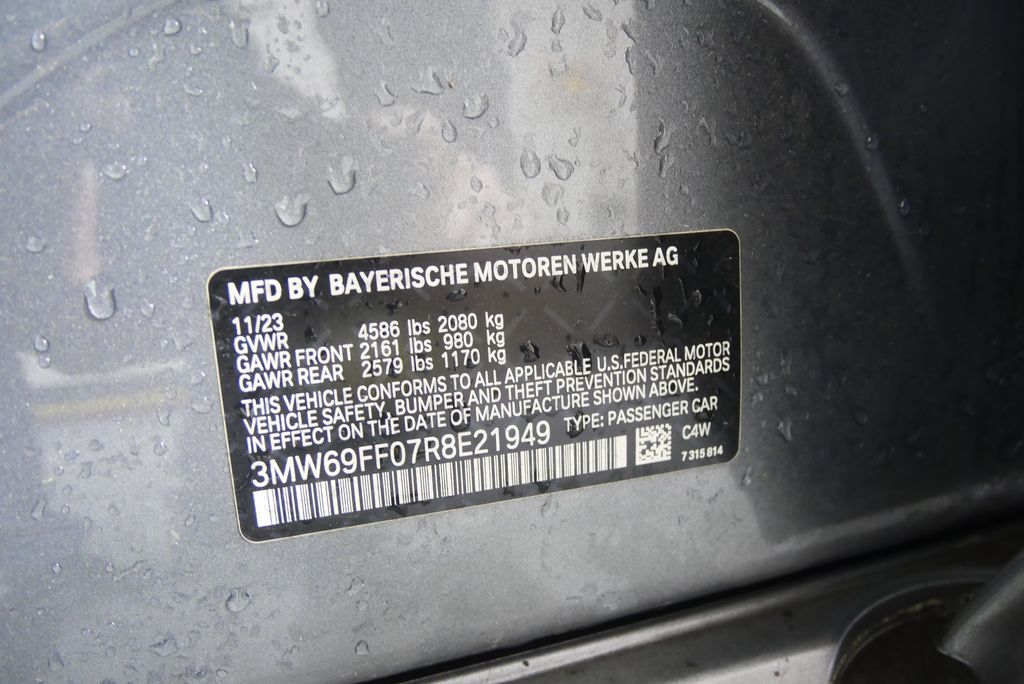 MFD BY BAYERISCHE MOTOREN WERKE AG
11/23
GVWR 4586 lbs 2080 kg
GAWR FRONT 2161 lbs 980 kg
GAWR REAR 2579 lbs 1170 kg
THIS VEHICLE CONFORMS TO ALL APPLICABLE U.S.FEDERAL MOTOR
VEHICLE SAFETY, BUMPER AND THEFT PREVENTION STANDARDS
IN EFFECT ON THE DATE OF MANUFACTURE SHOWN ABOVE.
3MW69FF07R8E21949 TYPE: PASSENGER CAR
C4W
7 315 814